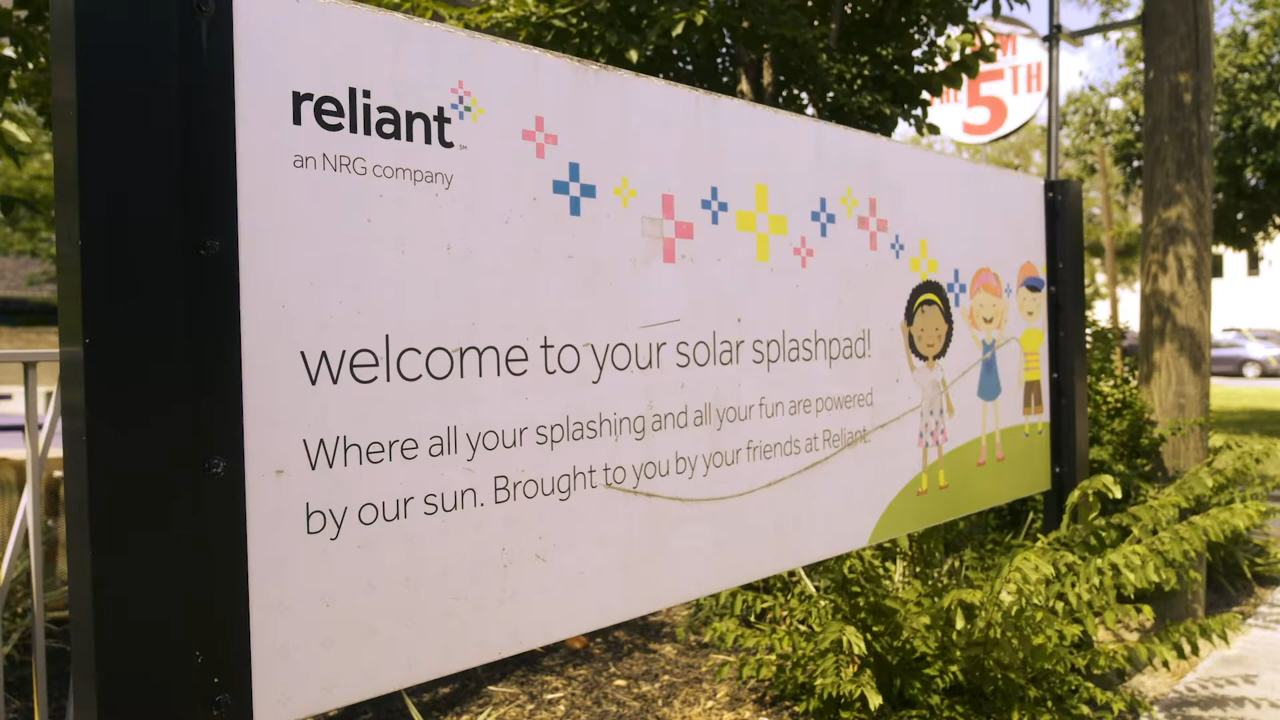 reliant
SM
an NRG company
welcome to your solar splashpad!
Where all your splashing and all your fun are powered
by our sun. Brought to you by your friends at Reliant.
5TH